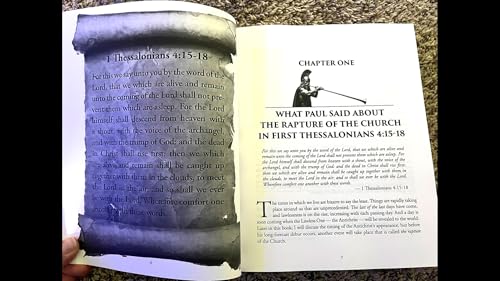 1 Thessalonians 4:15-18
For this we say unto you by the word of the
Lord, that we which are alive and remain
unto the coming of the Lord shall not pre-
vent them which are asleep. For the Lord
himself shall descend from heaven with
a shout, with the voice of the archangel,
and with the trump of God: and the dead
in Christ shall rise first: then we which
are alive and remain shall be caught
up together with them in the clouds, to meet
the Lord in the air: and so shall we ever
be with the Lord. Wherefore comfort one
another with these words.
CHAPTER ONE
WHAT PAUL SAID ABOUT
THE RAPTURE OF THE CHURCH
IN FIRST THESSALONIANS 4:15-18
For this we say unto you by the word of the Lord, that we which are alive and
remain unto the coming of the Lord shall not prevent them which are asleep. For
the Lord himself shall descend from heaven with a shout, with the voice of the
archangel, and with the trump of God: and the dead in Christ shall rise first: then
we which are alive and remain shall be caught up together with them in
the clouds, to meet the Lord in the air: and so shall we ever be with the Lord.
Wherefore comfort one another with these words.
— 1 Thessalonians 4:15-18
The times in which we live are bizarre to say the least. Things are rapidly taking
place around us that are unprecedented. The last of the last days have come,
and lawlessness is on the rise, increasing with each passing day. And a day is
soon coming when the Lawless One — the Antichrist — will be revealed to the world.
Later in this book, I will discuss the timing of the Antichrist's appearance, but before
his long-foretold debut occurs, another event will take place that is called the rapture
of the Church.